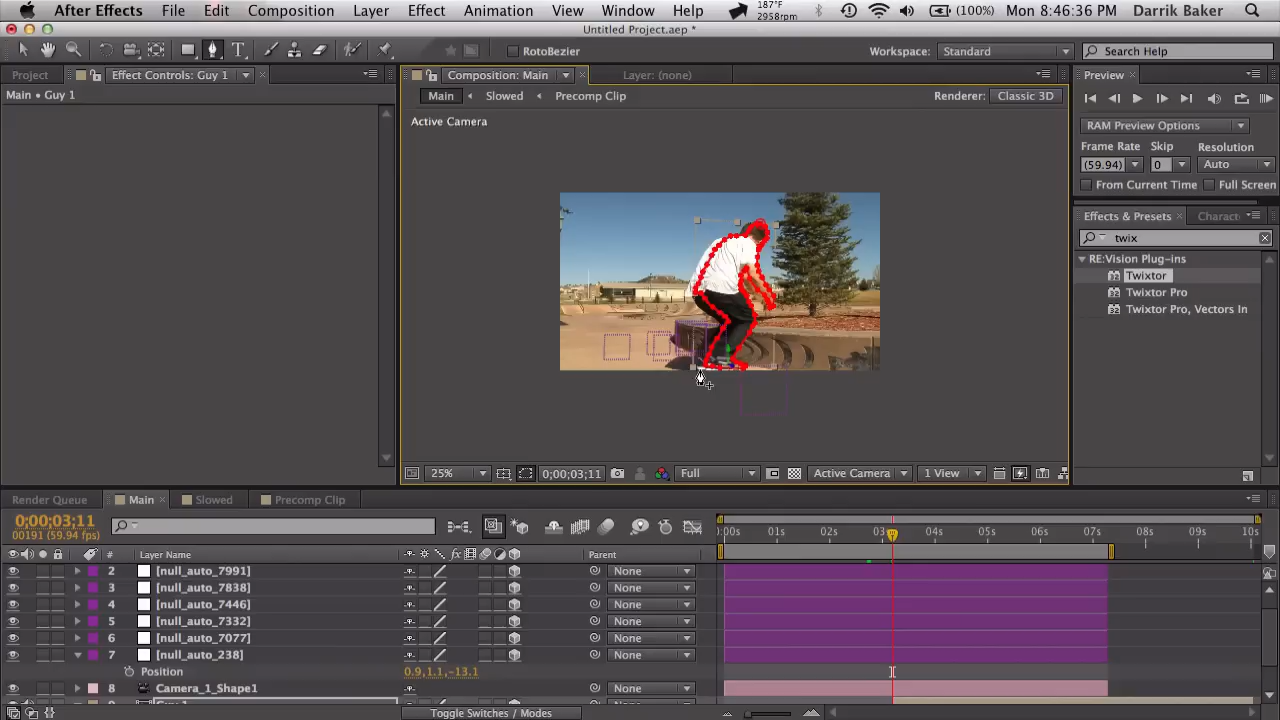 After Effects File Edit Composition Layer Effect Animation View Window Help 187°F 2958rpm (100%) Mon 8:46:36 PM Darrik Baker
Untitled Project.aep *
T RotoBezier Workspace: Standard Search Help
Project Effect Controls: Guy 1 Composition: Main Layer: (none) Preview
Main • Guy 1 Main Slowed Precomp Clip Renderer: Classic 3D
Active Camera
RAM Preview Options
Frame Rate Skip Resolution
(59.94) 0 Auto
From Current Time Full Screen
Effects & Presets Charact
twix
RE:Vision Plug-ins
Twixtor
Twixtor Pro
Twixtor Pro, Vectors In
25% 0;00;03;11 Full Active Camera 1 View
Render Queue Main Slowed Precomp Clip
0;00;03;11
00191 (59.94 fps)
:00s 01s 02s 03s 04s 05s 06s 07s 08s 09s 10s
# Layer Name fx Parent
2 [null_auto_7991] None
3 [null_auto_7838] None
4 [null_auto_7446] None
5 [null_auto_7332] None
6 [null_auto_7077] None
7 [null_auto_238] None
Position 0.9,1.1,-13.1
8 Camera_1_Shape1 None
Toggle Switches / Modes